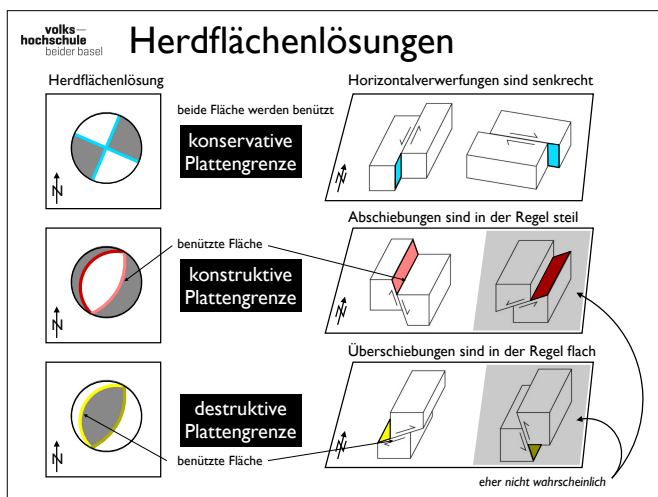 volks—
hochschule
beider basel
Herdflächenlösungen
Herdflächenlösung
Horizontalverwerfungen sind senkrecht
beide Fläche werden benützt
konservative
Plattengrenze
N
N
Abschiebungen sind in der Regel steil
benützte Fläche
konstruktive
Plattengrenze
N
N
Überschiebungen sind in der Regel flach
destruktive
Plattengrenze
benützte Fläche
N
N
eher nicht wahrscheinlich